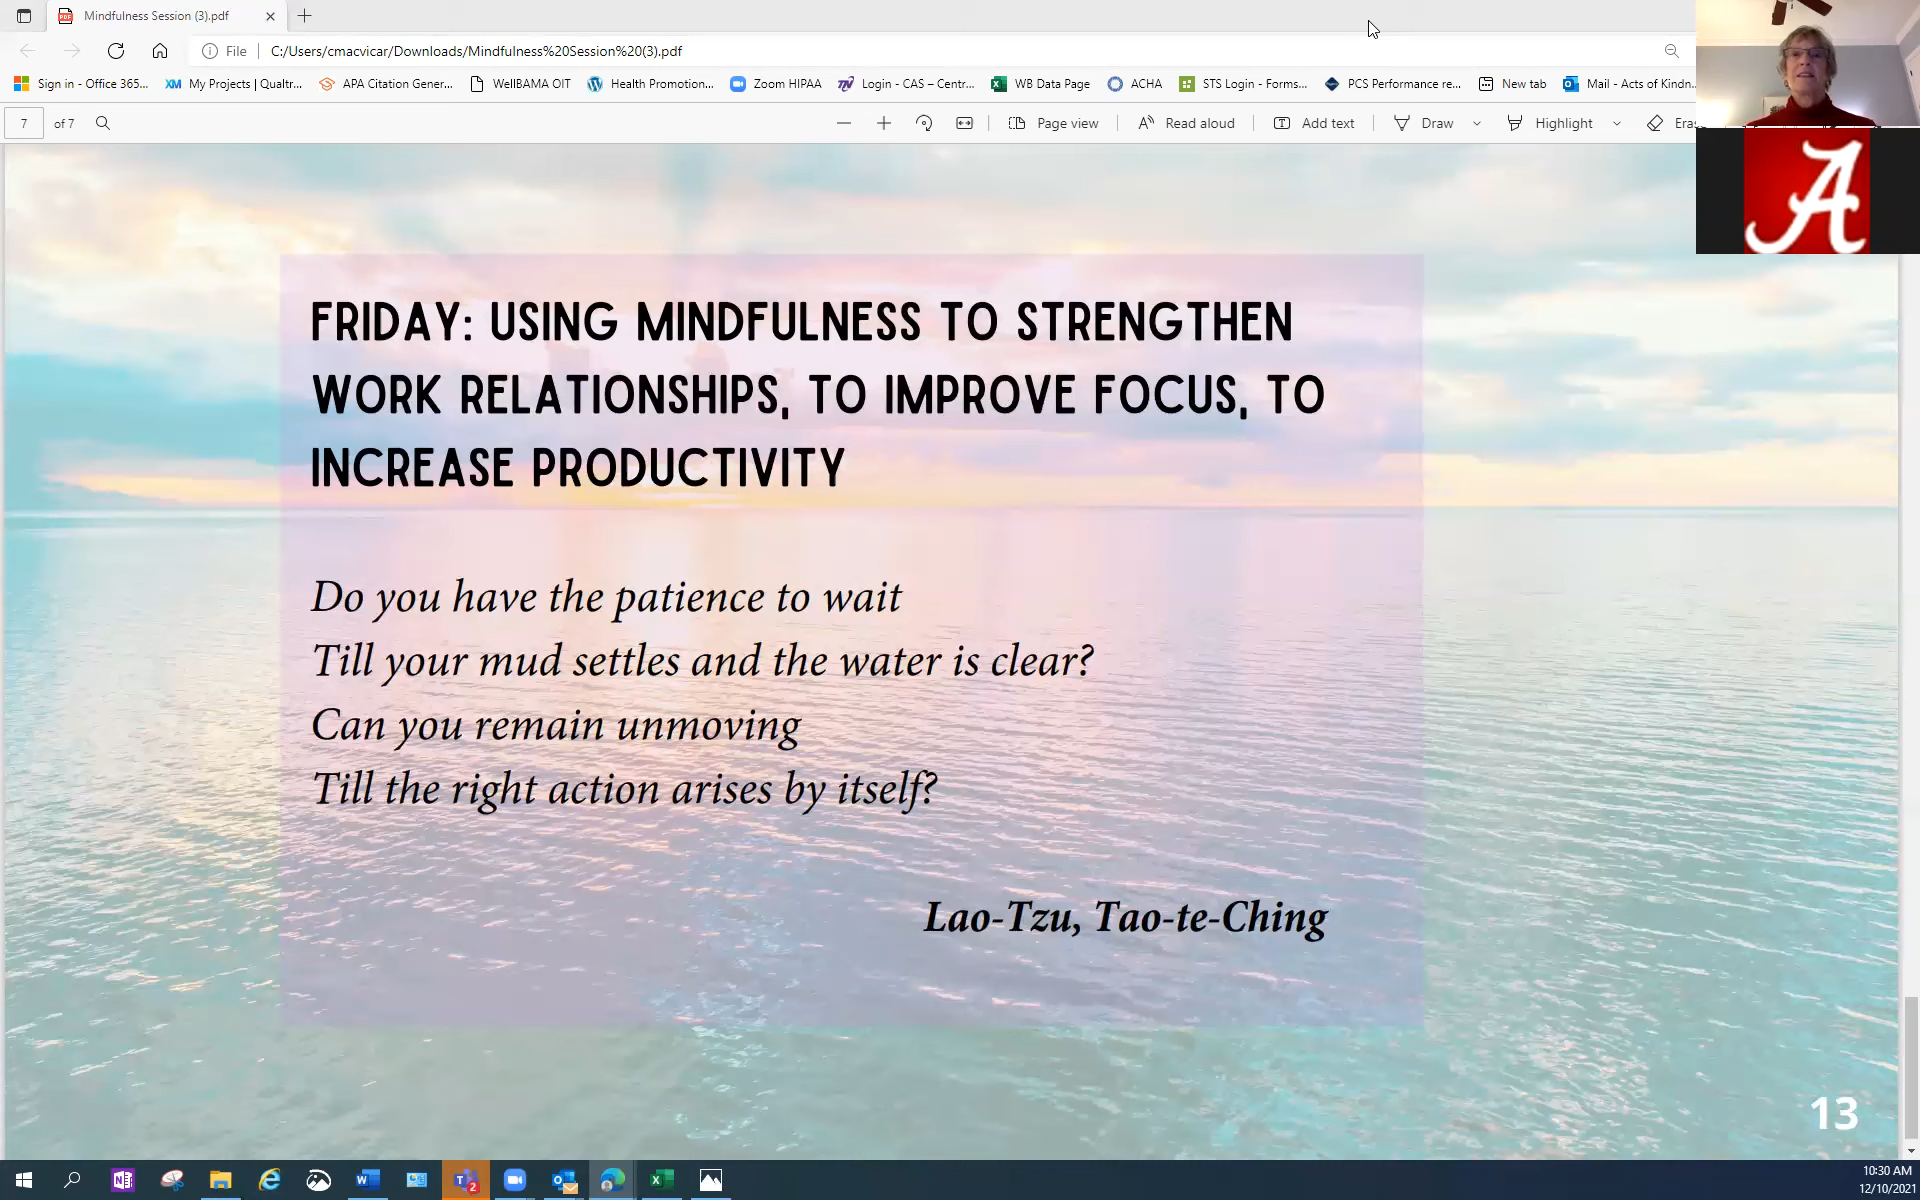 Mindfulness Session (3).pdf
File C:/Users/cmacvicar/Downloads/Mindfulness%20Session%20(3).pdf
Sign in - Office 365... My Projects | Qualtr... APA Citation Gener... WellBAMA OIT Health Promotion... Zoom HIPAA Login - CAS – Centr... WB Data Page ACHA STS Login - Forms... PCS Performance re... New tab Mail - Acts of Kindn...
7 of 7 Page view Read aloud Add text Draw Highlight Eras
A
FRIDAY: USING MINDFULNESS TO STRENGTHEN
WORK RELATIONSHIPS, TO IMPROVE FOCUS, TO
INCREASE PRODUCTIVITY
Do you have the patience to wait
Till your mud settles and the water is clear?
Can you remain unmoving
Till the right action arises by itself?
Lao-Tzu, Tao-te-Ching
13
10:30 AM
12/10/2021